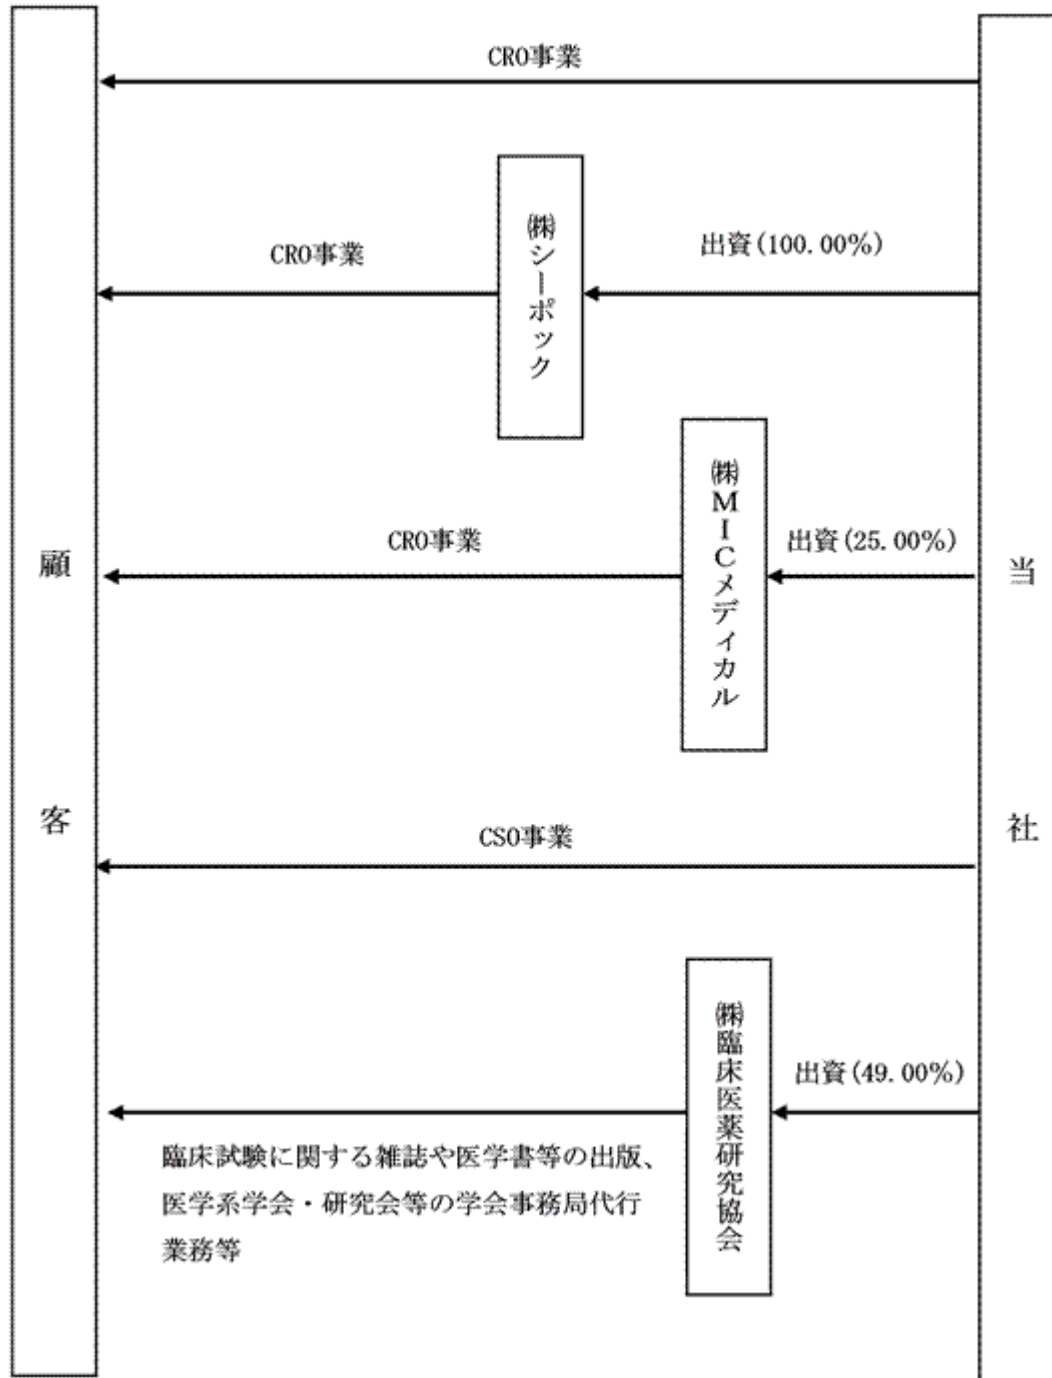 CRO事業
㈱シーポック
CRO事業
出資(100.00%)
㈱MICメディカル
CRO事業
出資(25.00%)
顧客
当社
CSO事業
㈱臨床医薬研究協会
出資(49.00%)
臨床試験に関する雑誌や医学書等の出版、
医学系学会・研究会等の学会事務局代行
業務等